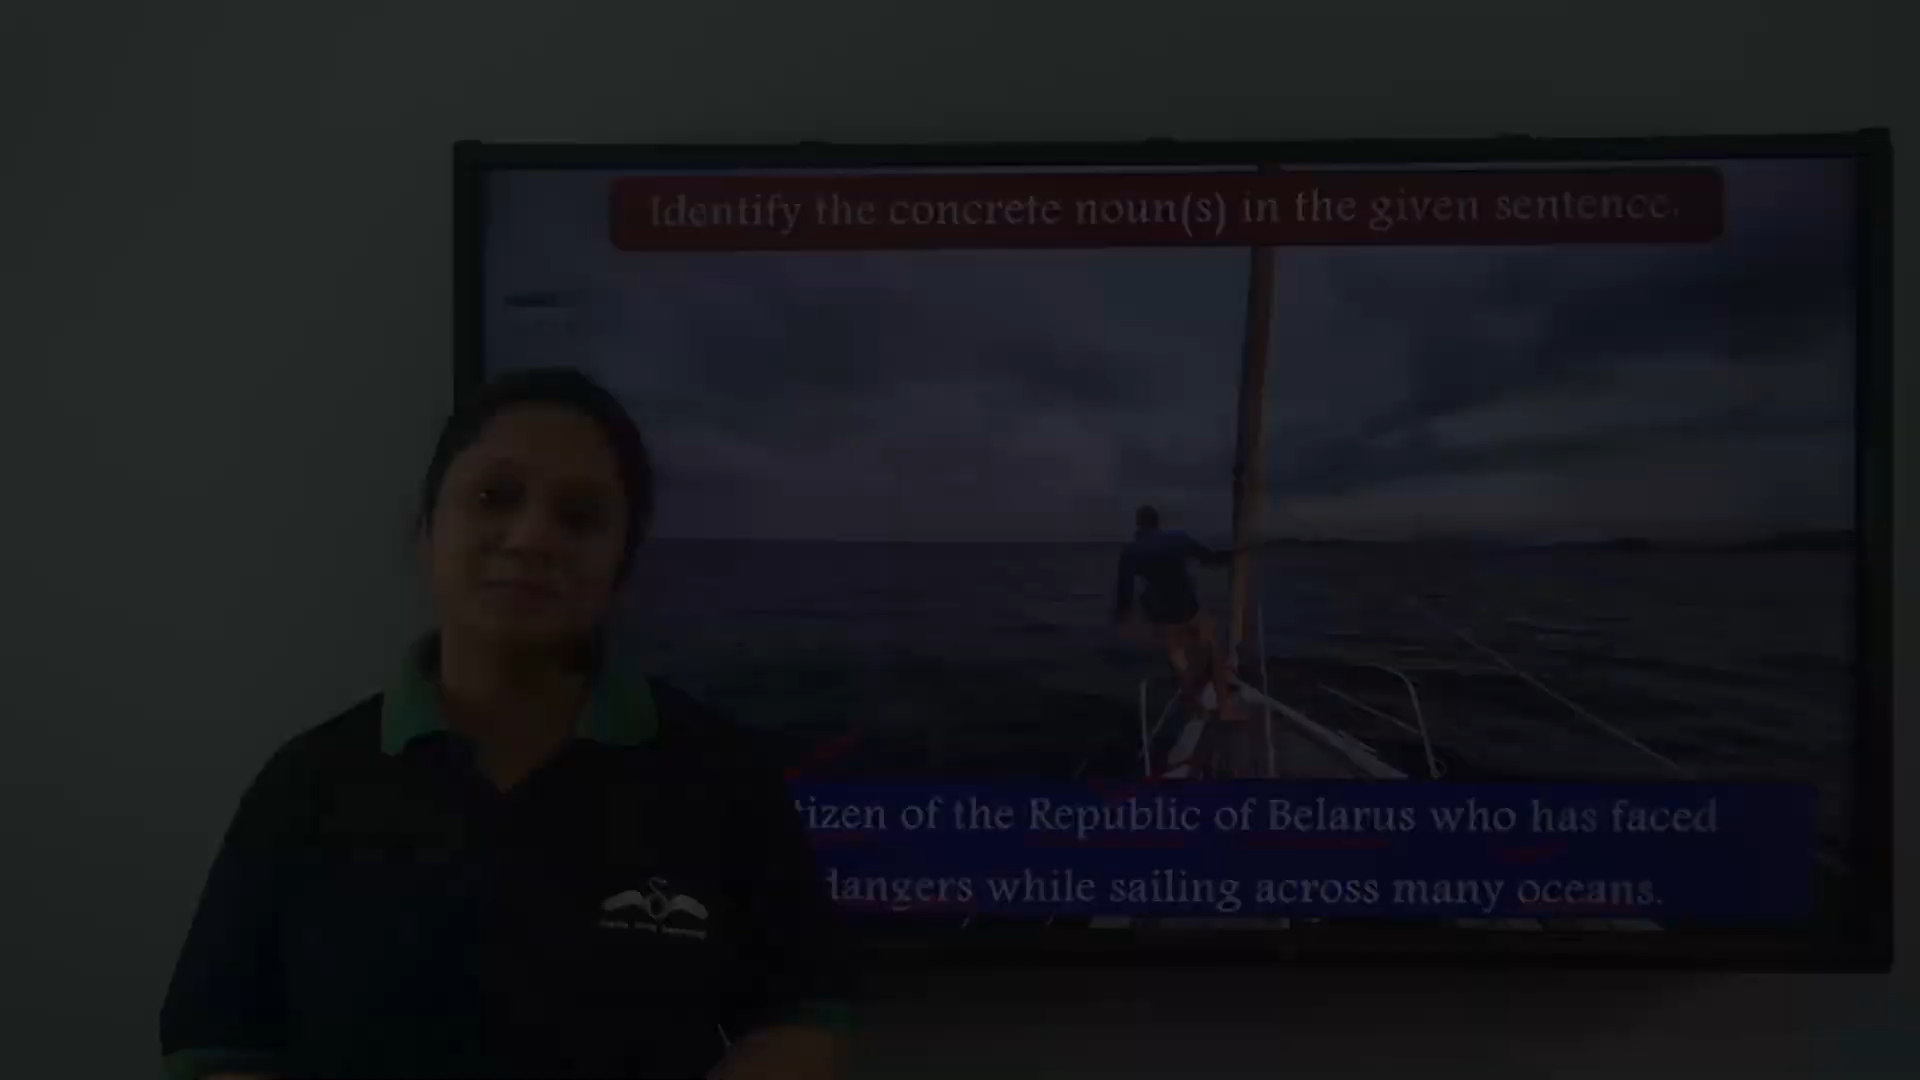 Identify the concrete noun(s) in the given sentence.
tizen of the Republic of Belarus who has faced
dangers while sailing across many oceans.